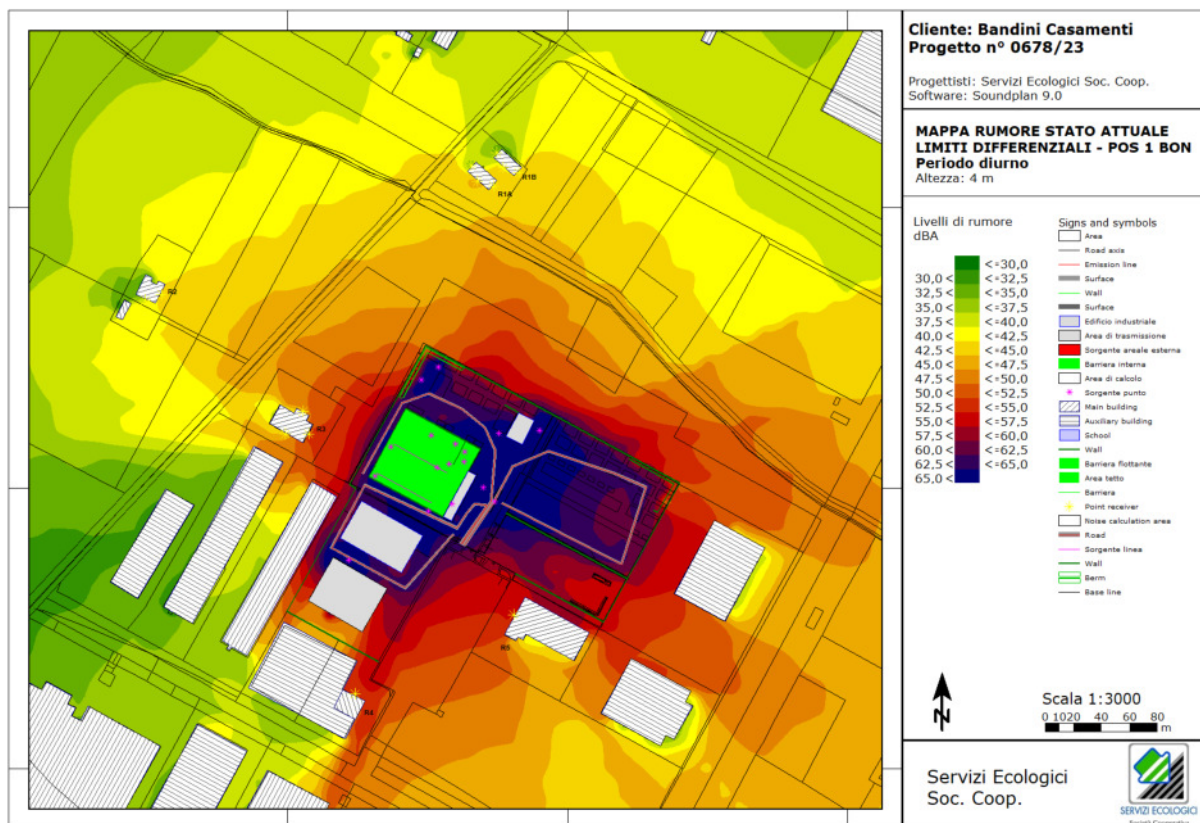 Cliente: Bandini Casamenti
Progetto n° 0678/23
Progettisti: Servizi Ecologici Soc. Coop.
Software: Soundplan 9.0
MAPPA RUMORE STATO ATTUALE
LIMITI DIFFERENZIALI - POS 1 BON
Periodo diurno
Altezza: 4 m
Livelli di rumore
dBA
<=30,0
30,0 < <=32,5
32,5 < <=35,0
35,0 < <=37,5
37,5 < <=40,0
40,0 < <=42,5
42,5 < <=45,0
45,0 < <=47,5
47,5 < <=50,0
50,0 < <=52,5
52,5 < <=55,0
55,0 < <=57,5
57,5 < <=60,0
60,0 < <=62,5
62,5 < <=65,0
65,0 <
Signs and symbols
Area
Road axis
Emission line
Surface
Wall
Surface
Edificio industriale
Area di trasmissione
Sorgente areale esterna
Barriera interna
Area di calcolo
Sorgente punto
Main building
Auxiliary building
School
Wall
Barriera flottante
Area tetto
Barriera
Point receiver
Noise calculation area
Road
Sorgente linea
Wall
Berm
Base line
R1B
R1A
R2
R3
R5
R4
N
Scala 1:3000
0 1020 40 60 80
m
Servizi Ecologici
Soc. Coop.
SERVIZI ECOLOGICI
Società Cooperativa